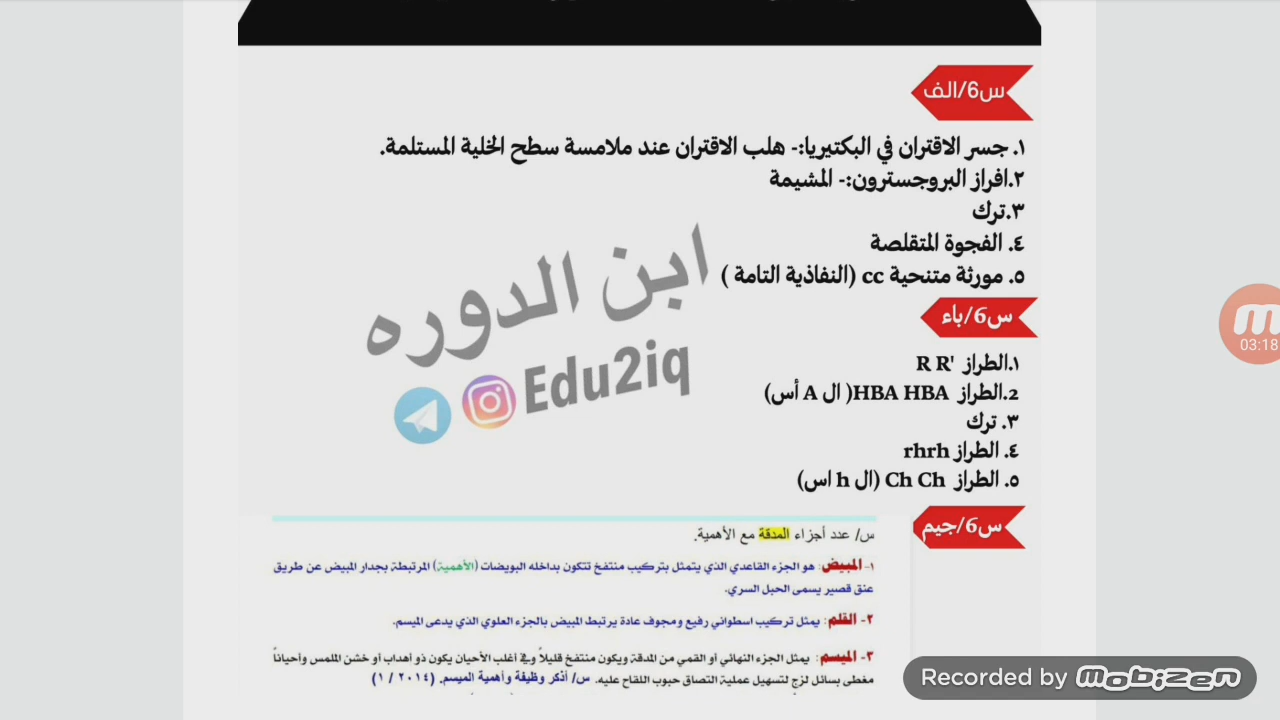 س6/الف
١. جسر الاقتران في البكتيريا:- هلب الاقتران عند ملامسة سطح الخلية المستلمة.
٢.افراز البروجسترون:- المشيمة
٣.ترك
٤. الفجوة المتقلصة
٥. مورثة متنحية cc (النفاذية التامة )
س6/باء
١.الطراز R R'
2.الطراز HBA HBA( ال A أس)
٣. ترك
٤. الطراز rhrh
٥. الطراز Ch Ch (ال h اس)
ابن الدوره
Edu2iq
س6/جيم
س/ عدد أجزاء المدقة مع الأهمية.
١- المبيض: هو الجزء القاعدي الذي يتمثل بتركيب منتفخ تتكون بداخله البويضات (الأهمية) المرتبطة بجدار المبيض عن طريق
عنق قصير يسمى الحبل السري.
٢- القلم: يمثل تركيب اسطواني رفيع ومجوف عادة يرتبط المبيض بالجزء العلوي الذي يدعى الميسم.
٣- الميسم: يمثل الجزء النهائي أو القمي من المدقة ويكون منتفخ قليلاً وفي أغلب الأحيان يكون ذو أهداب أو خشن الملمس وأحياناً
مغطى بسائل لزج لتسهيل عملية التصاق حبوب اللقاح عليه. س/ أذكر وظيفة وأهمية الميسم. (٢٠١٤ / ١)
03:18
Recorded by mobizen